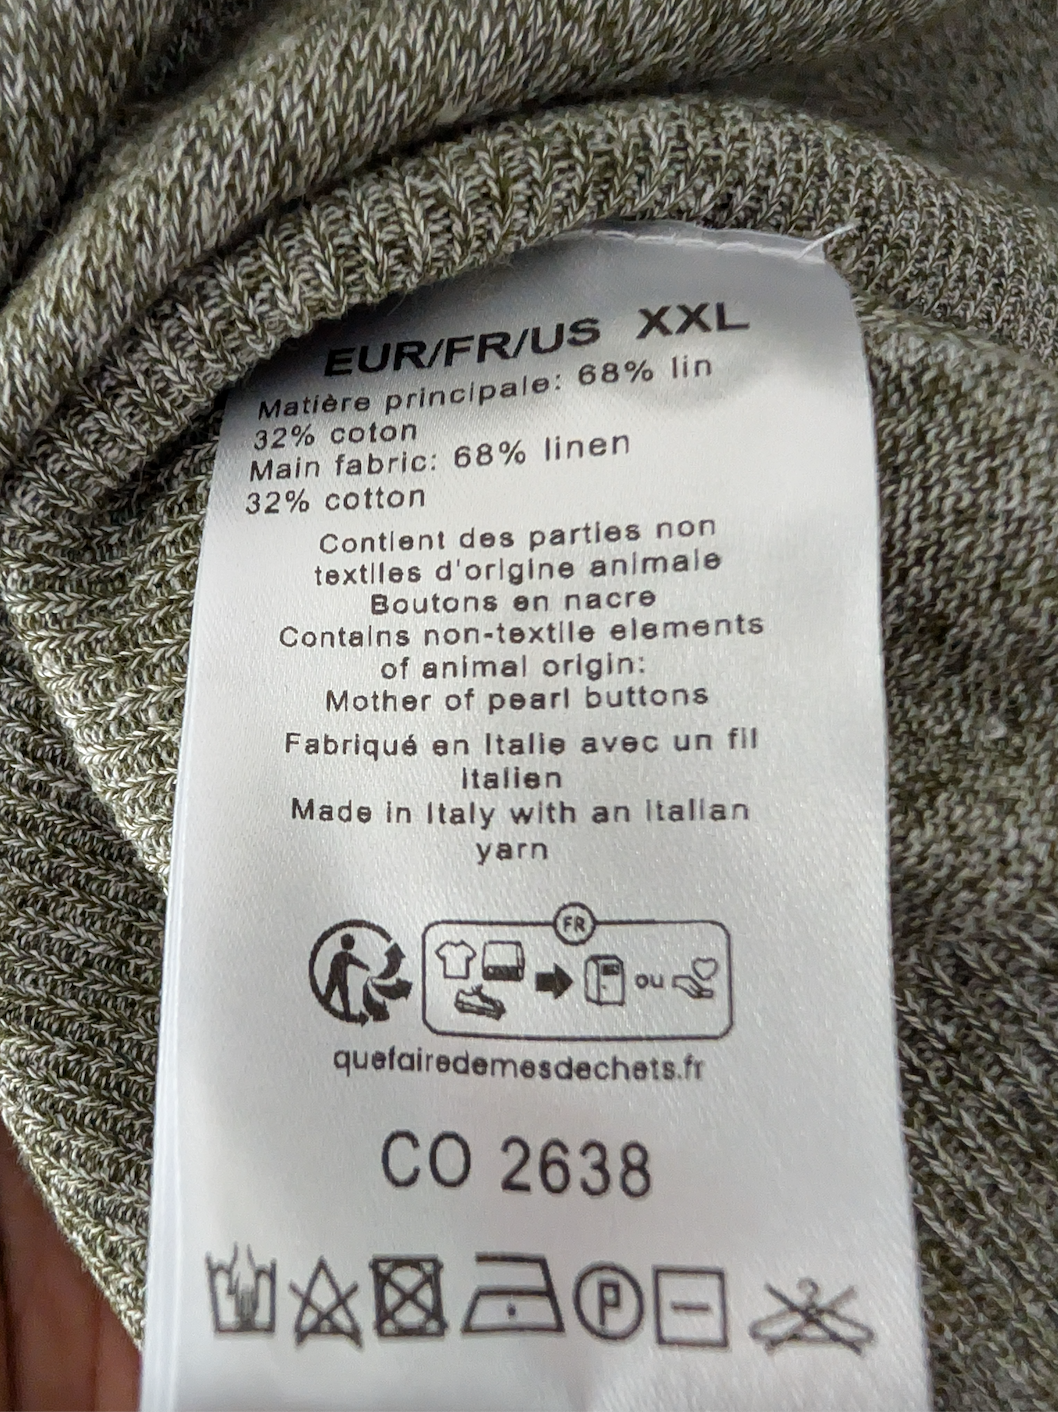 EUR/FR/US XXL
Matière principale: 68% lin
32% coton
Main fabric: 68% linen
32% cotton
Contient des parties non
textiles d'origine animale
Boutons en nacre
Contains non-textile elements
of animal origin:
Mother of pearl buttons
Fabriqué en Italie avec un fil
italien
Made in Italy with an italian
yarn
FR
ou
quefairedemesdechets.fr
CO 2638
P